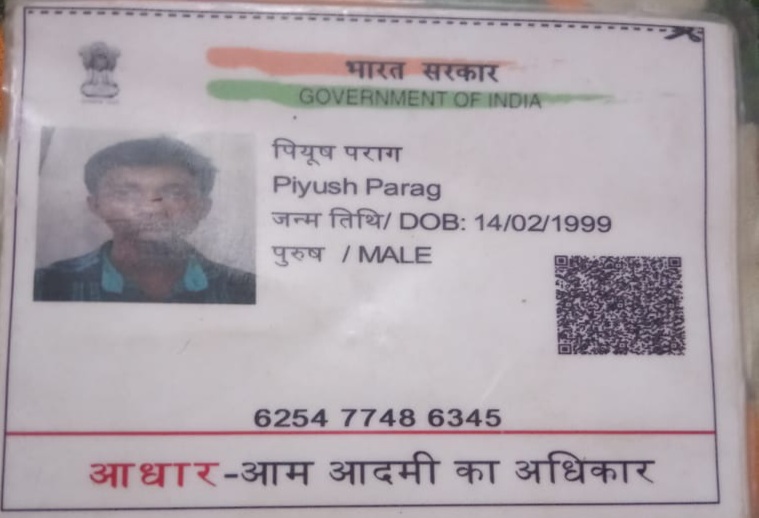 भारत सरकार
GOVERNMENT OF INDIA
पियूष पराग
Piyush Parag
जन्म तिथि/ DOB: 14/02/1999
पुरुष / MALE
6254 7748 6345
आधार-आम आदमी का अधिकार